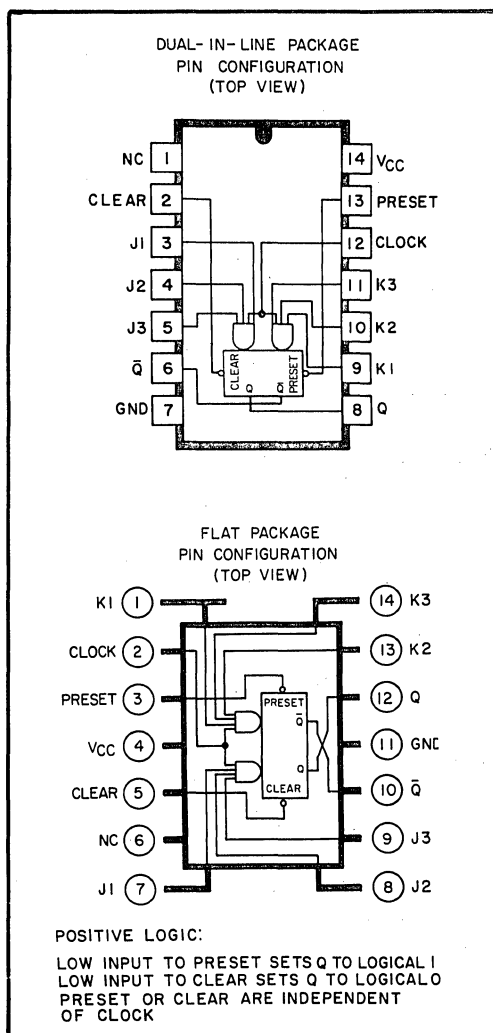 DUAL-IN-LINE PACKAGE
PIN CONFIGURATION
(TOP VIEW)
NC 1 14 VCC
CLEAR 2 13 PRESET
J1 3 12 CLOCK
J2 4 11 K3
J3 5 10 K2
Q̄ 6 9 K1
GND 7 8 Q
CLEAR Q Q̄ PRESET
FLAT PACKAGE
PIN CONFIGURATION
(TOP VIEW)
K1 1 14 K3
CLOCK 2 13 K2
PRESET 3 12 Q
VCC 4 11 GND
CLEAR 5 10 Q̄
NC 6 9 J3
J1 7 8 J2
PRESET
Q̄
Q
CLEAR
POSITIVE LOGIC:
LOW INPUT TO PRESET SETS Q TO LOGICAL 1
LOW INPUT TO CLEAR SETS Q TO LOGICAL 0
PRESET OR CLEAR ARE INDEPENDENT
OF CLOCK